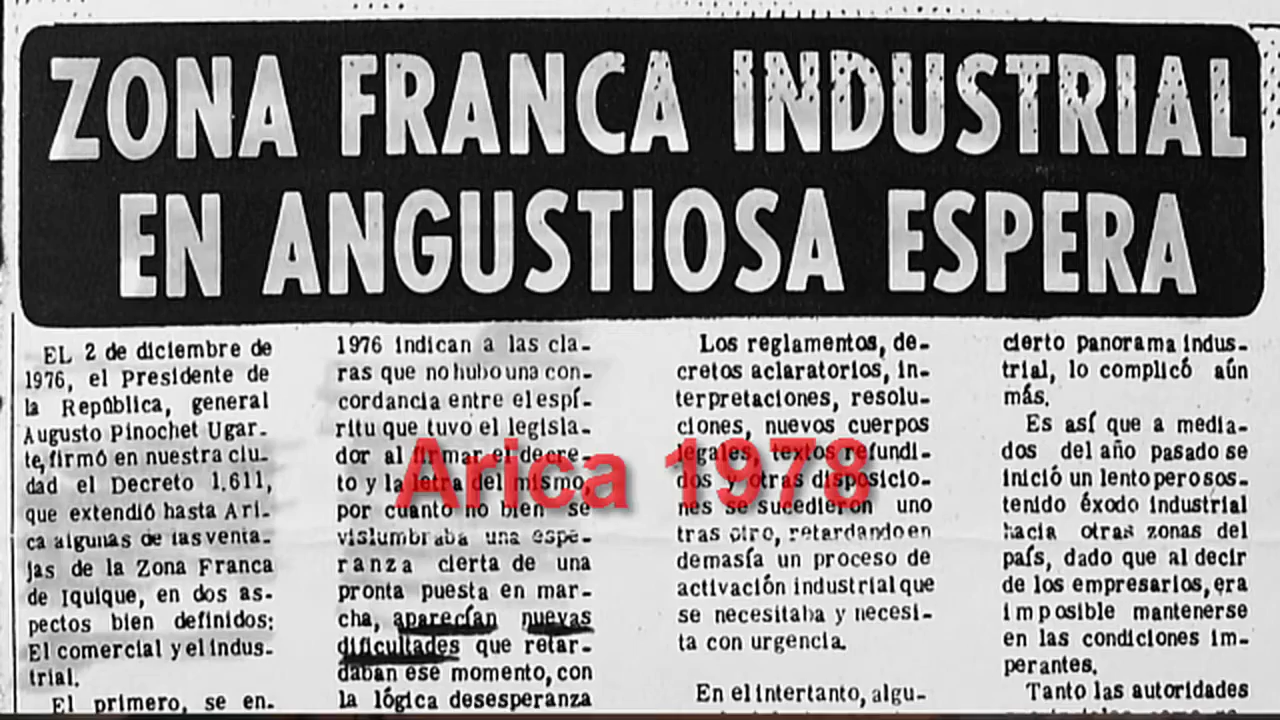 ZONA FRANCA INDUSTRIAL
EN ANGUSTIOSA ESPERA
EL 2 de diciembre de
1976, el Presidente de
la República, general
Augusto Pinochet Ugar-
te, firmó en nuestra ciu-
dad el Decreto 1.611,
que extendió hasta Ari-
ca algunas de las venta-
jas de la Zona Franca
de Iquique, en dos as-
pectos bien definidos:
El comercial y el indus-
trial.
El primero, se en-
1976 indican a las cla-
ras que no hubo una con-
cordancia entre el espí-
ritu que tuvo el legisla-
dor al firmar el decre-
to y la letra del mismo,
por cuanto no bien se
vislumbraba una espe-
ranza cierta de una
pronta puesta en mar-
cha, aparecían nuevas
dificultades que retar-
daban ese momento, con
la lógica desesperanza
Los reglamentos, de-
cretos aclaratorios, in-
terpretaciones, resolu-
ciones, nuevos cuerpos
legales, textos refundi-
dos y otras disposicio-
nes se sucedieron uno
tras otro, retardando en
demasía un proceso de
activación industrial que
se necesitaba y necesi-
ta con urgencia.
En el intertanto, algu-
cierto panorama indus-
trial, lo complicó aún
más.
Es así que a media-
dos del año pasado se
inició un lento pero sos-
tenido éxodo industrial
hacia otras zonas del
país, dado que al decir
de los empresarios, era
imposible mantenerse
en las condiciones im-
perantes.
Tanto las autoridades
Arica 1978